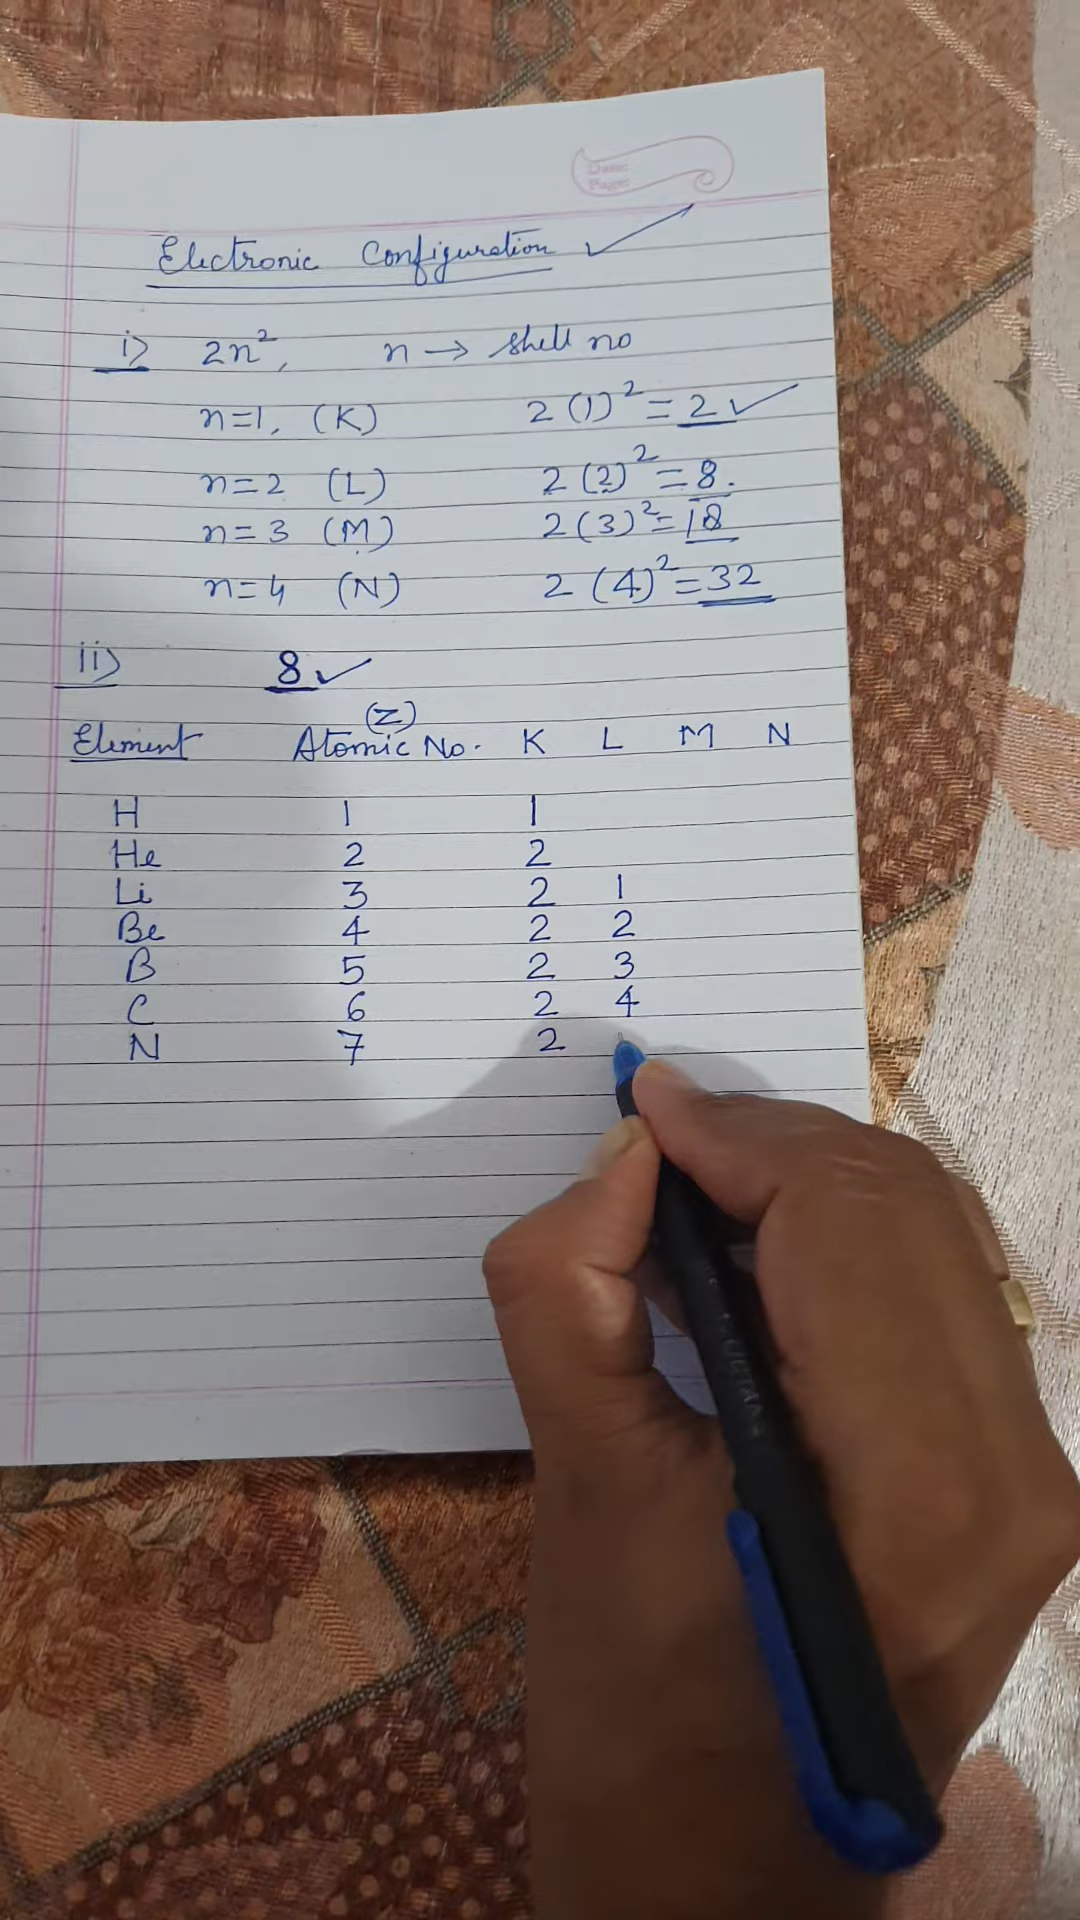 Date:
Page:
Electronic Configuration ✓
i> 2n², n → shell no
n=1, (K) 2(1)² = 2 ✓
n=2 (L) 2(2)² = 8.
n=3 (M) 2(3)² = 18
n=4 (N) 2(4)² = 32
ii> 8 ✓
(Z)
Element Atomic No. K L M N
H 1 1
He 2 2
Li 3 2 1
Be 4 2 2
B 5 2 3
C 6 2 4
N 7 2